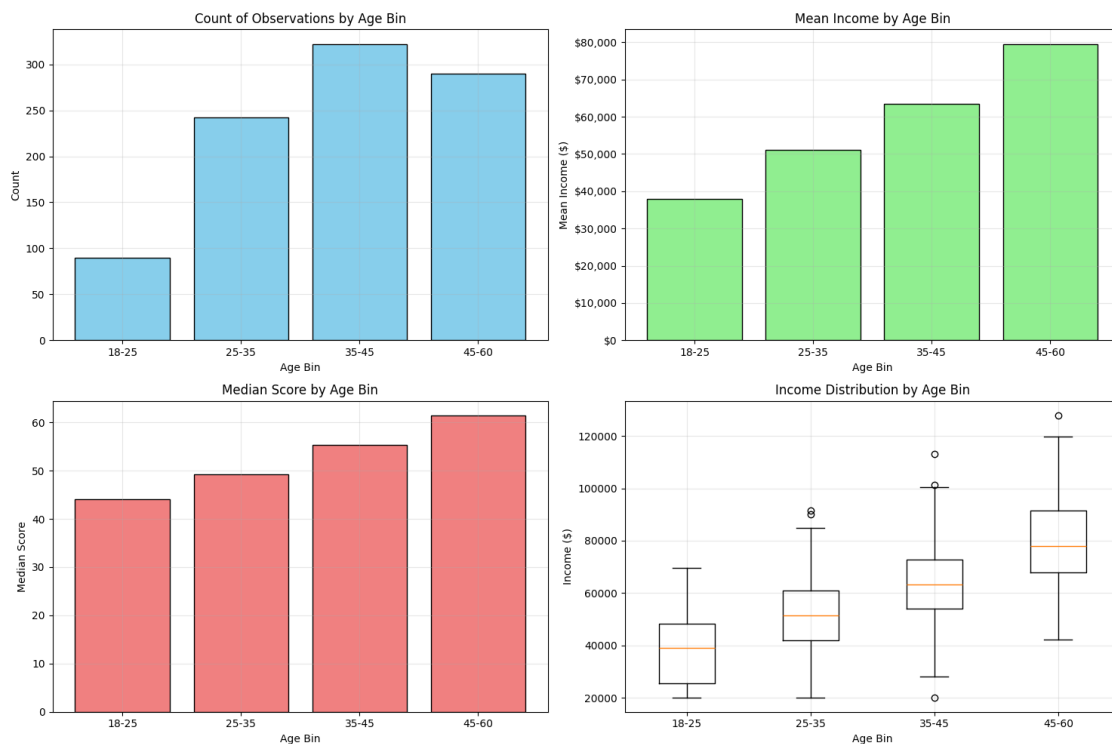 Count of Observations by Age Bin
300
250
200
150
100
50
0
Count
18-25 25-35 35-45 45-60
Age Bin
Mean Income by Age Bin
$80,000
$70,000
$60,000
$50,000
$40,000
$30,000
$20,000
$10,000
$0
Mean Income ($)
18-25 25-35 35-45 45-60
Age Bin
Median Score by Age Bin
60
50
40
30
20
10
0
Median Score
18-25 25-35 35-45 45-60
Age Bin
Income Distribution by Age Bin
120000
100000
80000
60000
40000
20000
Income ($)
18-25 25-35 35-45 45-60
Age Bin